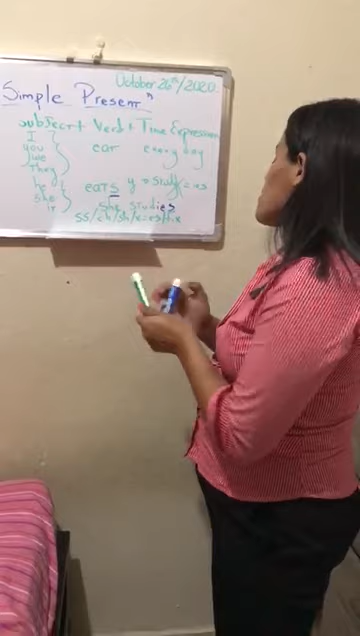 October 26th/2020
Simple Present
subject + Verb + Time Expression
I
you eat every day
we
They
he eats y → study = es
she she studies
it ss/ch/sh/x=es